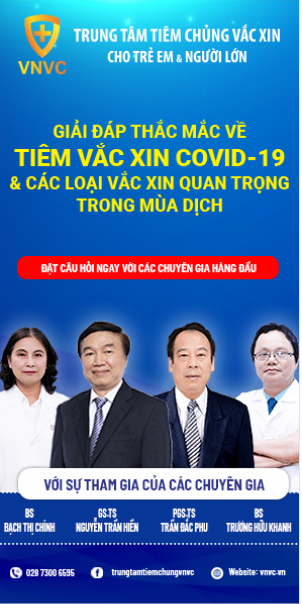 VNVC
TRUNG TÂM TIÊM CHỦNG VẮC XIN
CHO TRẺ EM & NGƯỜI LỚN
GIẢI ĐÁP THẮC MẮC VỀ
TIÊM VẮC XIN COVID-19
& CÁC LOẠI VẮC XIN QUAN TRỌNG
TRONG MÙA DỊCH
ĐẶT CÂU HỎI NGAY VỚI CÁC CHUYÊN GIA HÀNG ĐẦU
VỚI SỰ THAM GIA CỦA CÁC CHUYÊN GIA
BS GS.TS PGS.TS BS
BẠCH THỊ CHÍNH NGUYỄN TRẦN HIỂN TRẦN ĐẮC PHU TRƯƠNG HỮU KHANH
028 7300 6595 trungtamtiemchungvnvc Website: vnvc.vn